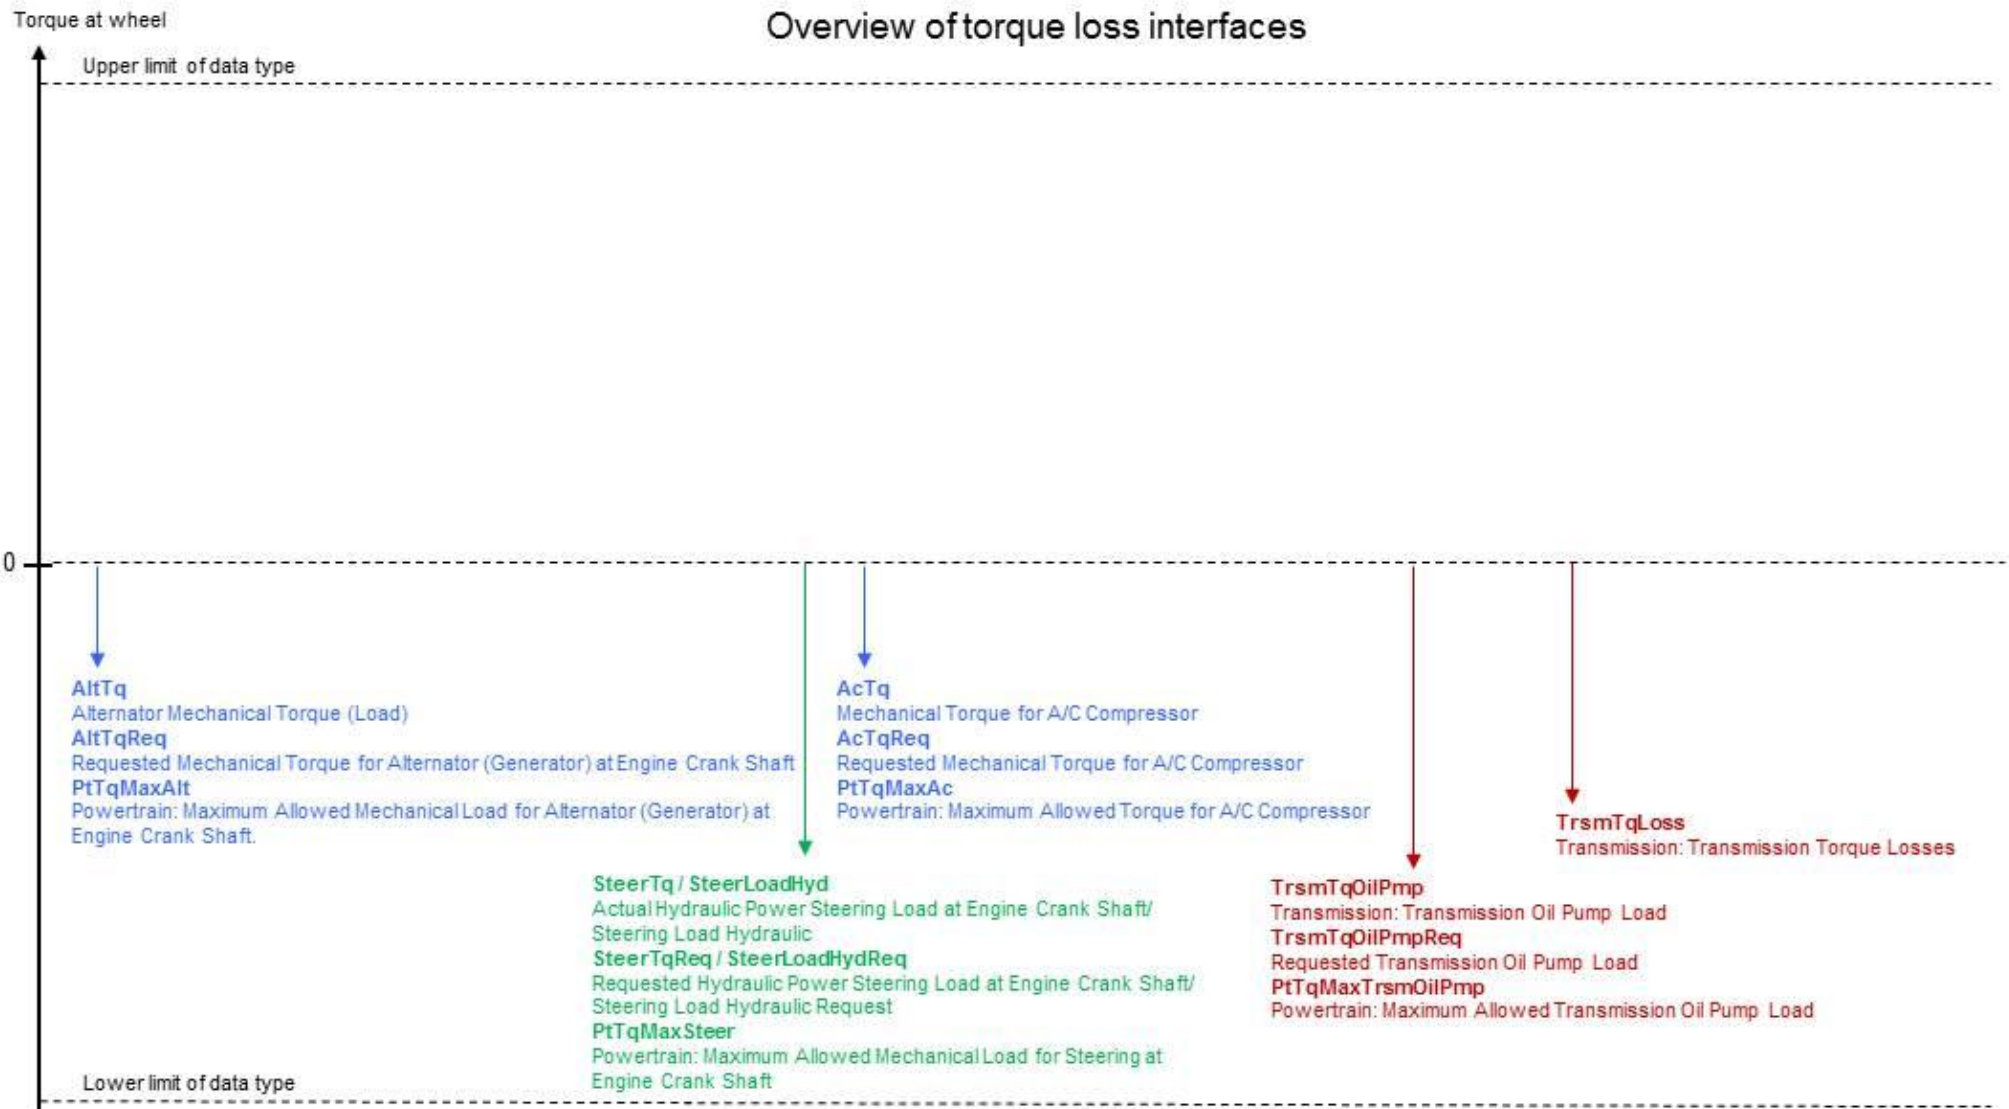 Torque at wheel
Overview of torque loss interfaces
Upper limit of data type
0
AltTq
Alternator Mechanical Torque (Load)
AltTqReq
Requested Mechanical Torque for Alternator (Generator) at Engine Crank Shaft
PtTqMaxAlt
Powertrain: Maximum Allowed Mechanical Load for Alternator (Generator) at
Engine Crank Shaft.
AcTq
Mechanical Torque for A/C Compressor
AcTqReq
Requested Mechanical Torque for A/C Compressor
PtTqMaxAc
Powertrain: Maximum Allowed Torque for A/C Compressor
TrsmTqLoss
Transmission: Transmission Torque Losses
SteerTq / SteerLoadHyd
Actual Hydraulic Power Steering Load at Engine Crank Shaft/
Steering Load Hydraulic
SteerTqReq / SteerLoadHydReq
Requested Hydraulic Power Steering Load at Engine Crank Shaft/
Steering Load Hydraulic Request
PtTqMaxSteer
Powertrain: Maximum Allowed Mechanical Load for Steering at
Engine Crank Shaft
TrsmTqOilPmp
Transmission: Transmission Oil Pump Load
TrsmTqOilPmpReq
Requested Transmission Oil Pump Load
PtTqMaxTrsmOilPmp
Powertrain: Maximum Allowed Transmission Oil Pump Load
Lower limit of data type